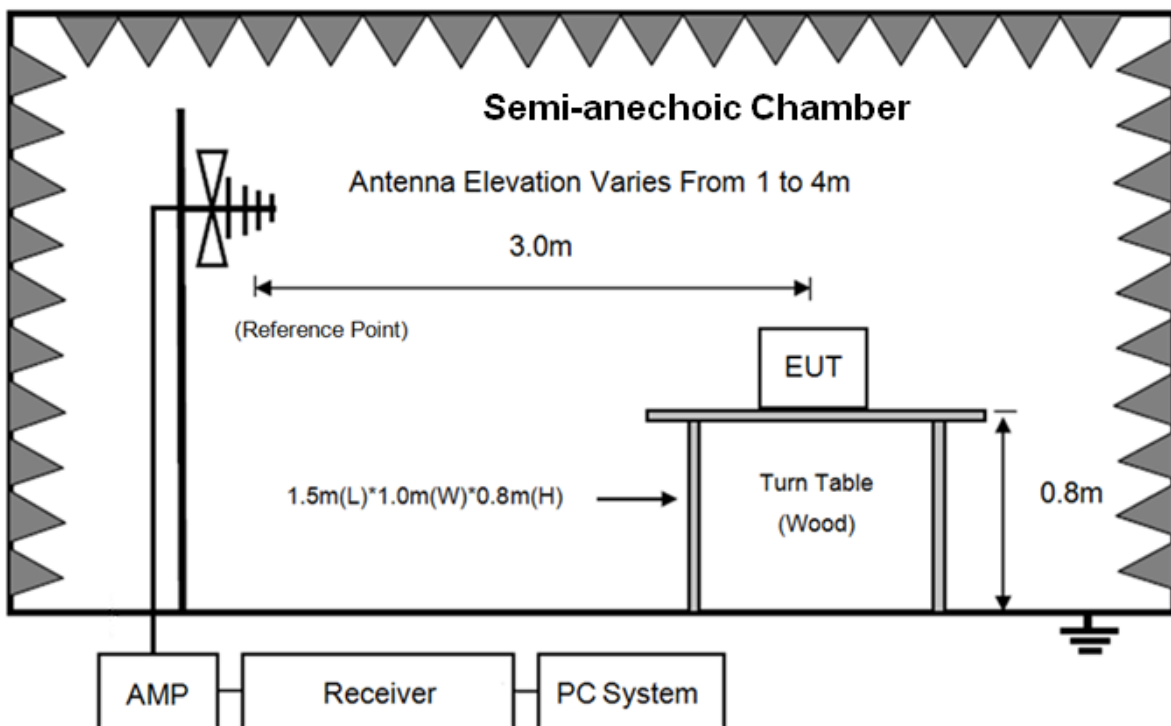 Semi-anechoic Chamber
Antenna Elevation Varies From 1 to 4m
3.0m
(Reference Point)
EUT
1.5m(L)*1.0m(W)*0.8m(H)
Turn Table
(Wood)
0.8m
AMP
Receiver
PC System